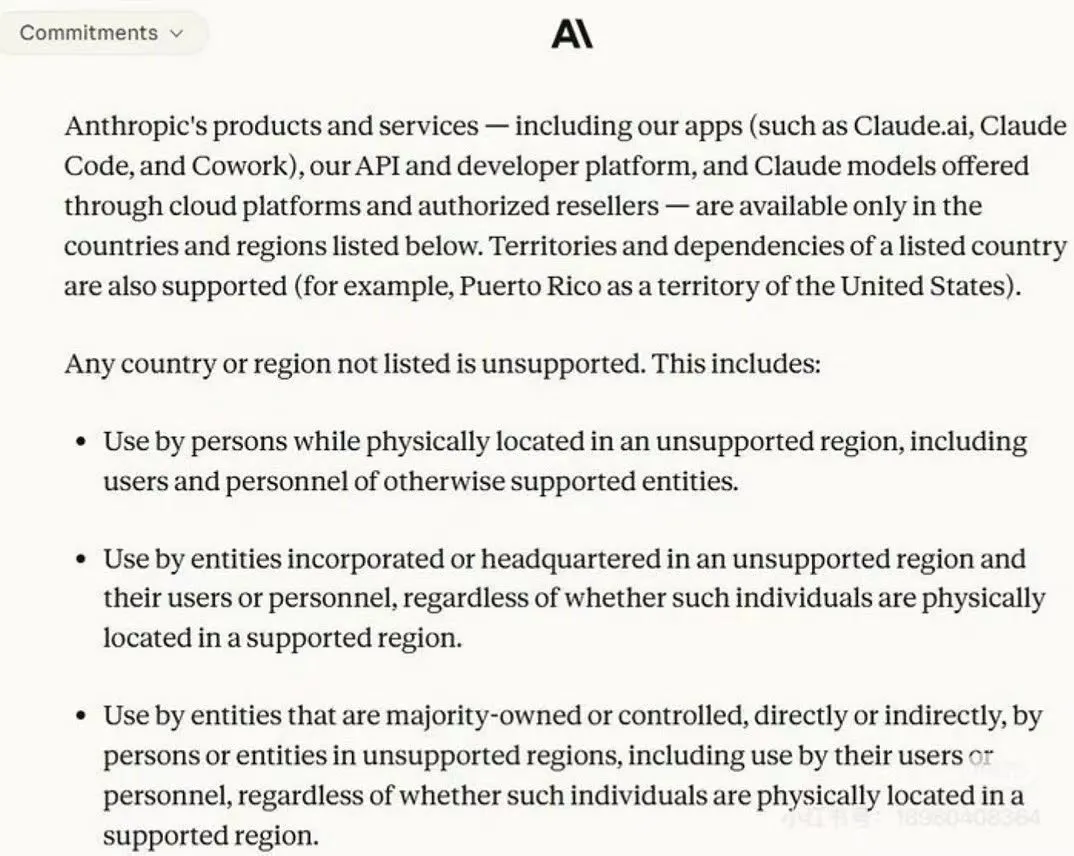 Commitments
A\
Anthropic's products and services — including our apps (such as Claude.ai, Claude
Code, and Cowork), our API and developer platform, and Claude models offered
through cloud platforms and authorized resellers — are available only in the
countries and regions listed below. Territories and dependencies of a listed country
are also supported (for example, Puerto Rico as a territory of the United States).
Any country or region not listed is unsupported. This includes:
• Use by persons while physically located in an unsupported region, including
users and personnel of otherwise supported entities.
• Use by entities incorporated or headquartered in an unsupported region and
their users or personnel, regardless of whether such individuals are physically
located in a supported region.
• Use by entities that are majority-owned or controlled, directly or indirectly, by
persons or entities in unsupported regions, including use by their users or
personnel, regardless of whether such individuals are physically located in a
supported region.
小红书号：